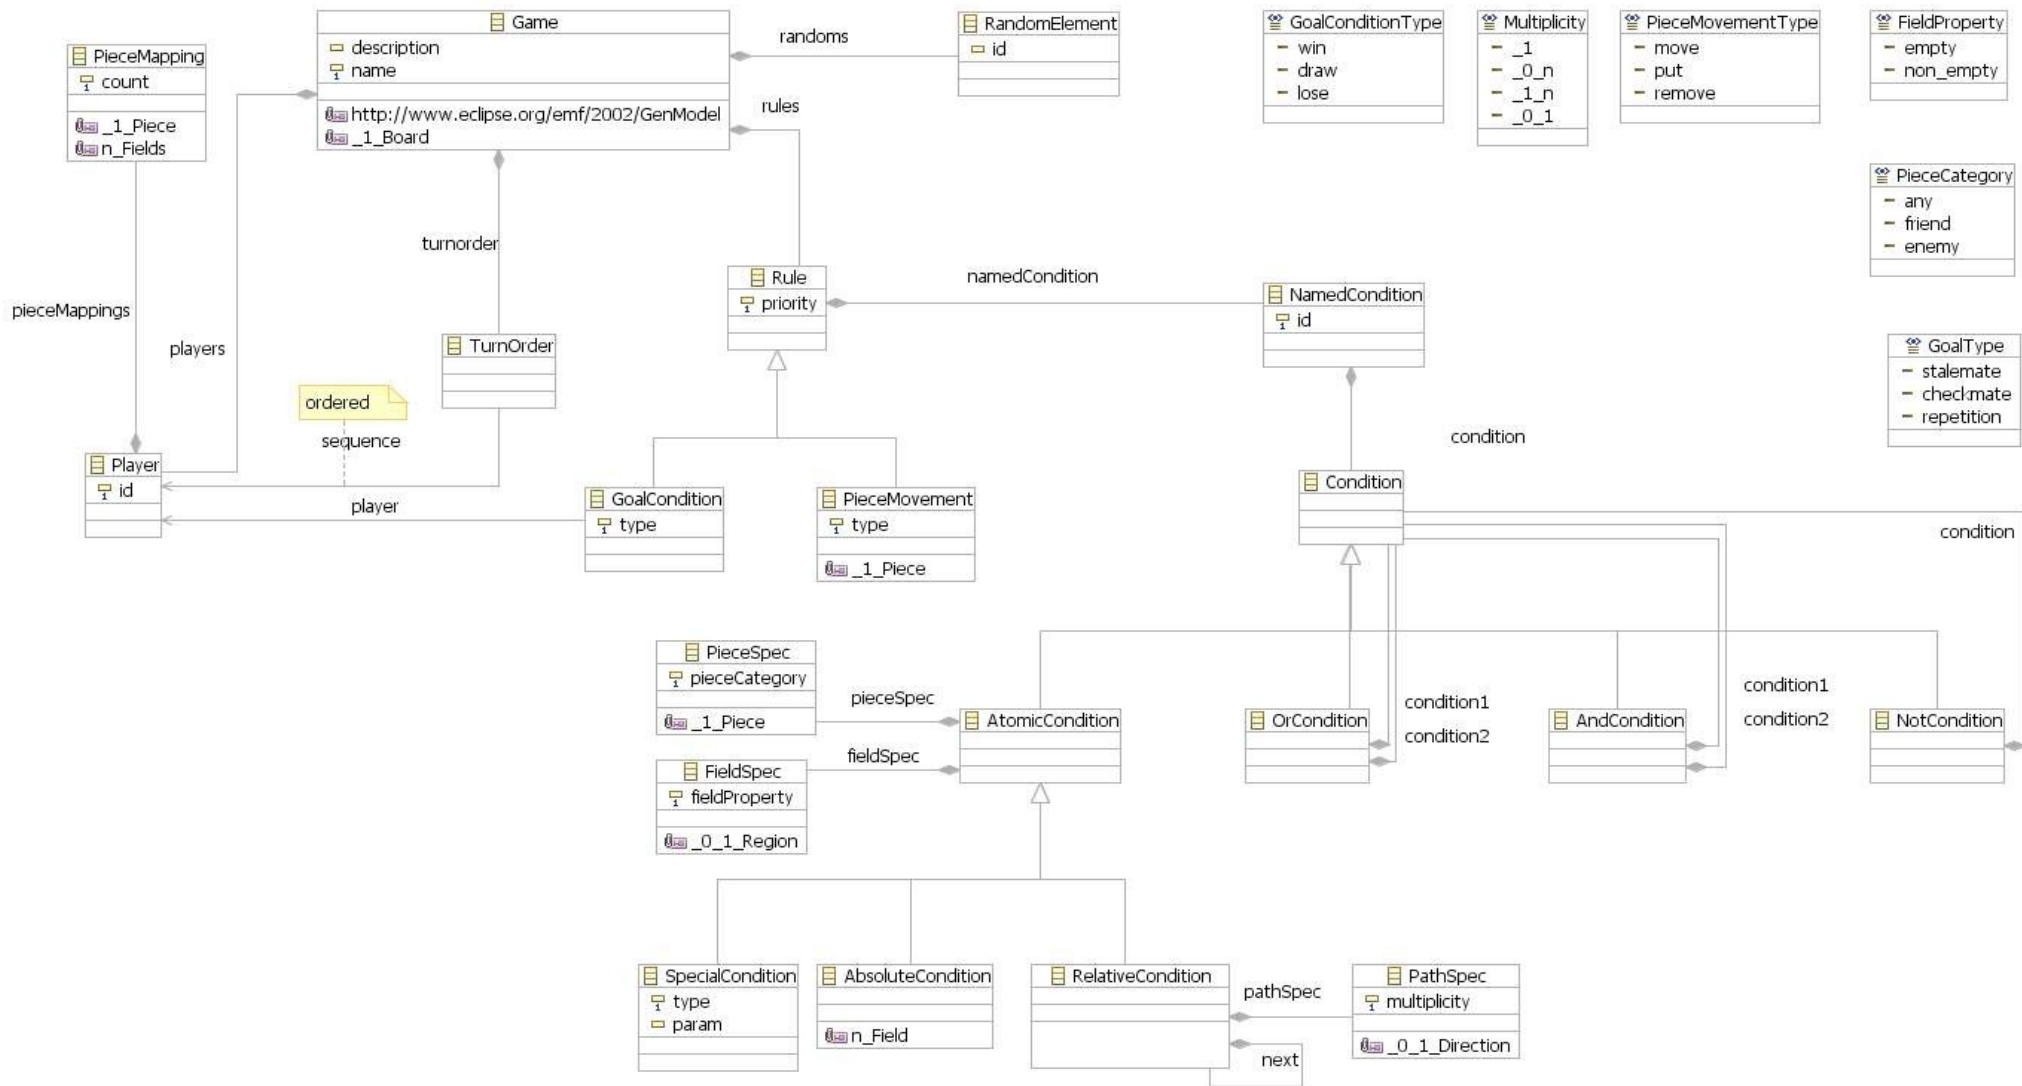 PieceMapping
count
_1_Piece
n_Fields
Game
description
name
http://www.eclipse.org/emf/2002/GenModel
_1_Board
randoms
rules
RandomElement
id
GoalConditionType
win
draw
lose
Multiplicity
_1
_0_n
_1_n
_0_1
PieceMovementType
move
put
remove
FieldProperty
empty
non_empty
PieceCategory
any
friend
enemy
GoalType
stalemate
checkmate
repetition
turnorder
pieceMappings
players
TurnOrder
ordered
sequence
Rule
priority
namedCondition
NamedCondition
id
condition
Player
id
player
GoalCondition
type
PieceMovement
type
_1_Piece
Condition
condition
PieceSpec
pieceCategory
_1_Piece
pieceSpec
fieldSpec
FieldSpec
fieldProperty
_0_1_Region
AtomicCondition
OrCondition
condition1
condition2
AndCondition
condition1
condition2
NotCondition
SpecialCondition
type
param
AbsoluteCondition
n_Field
RelativeCondition
pathSpec
next
PathSpec
multiplicity
_0_1_Direction